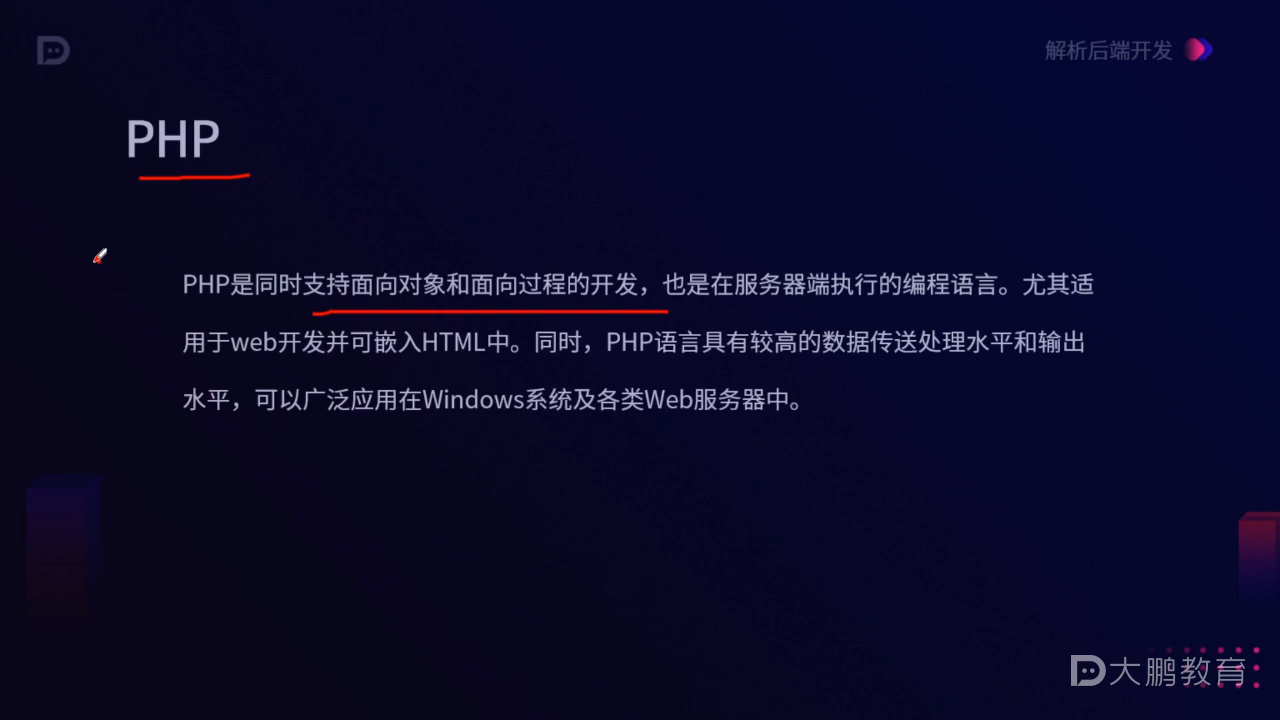 解析后端开发
PHP
PHP是同时支持面向对象和面向过程的开发，也是在服务器端执行的编程语言。尤其适
用于web开发并可嵌入HTML中。同时，PHP语言具有较高的数据传送处理水平和输出
水平，可以广泛应用在Windows系统及各类Web服务器中。
大鹏教育